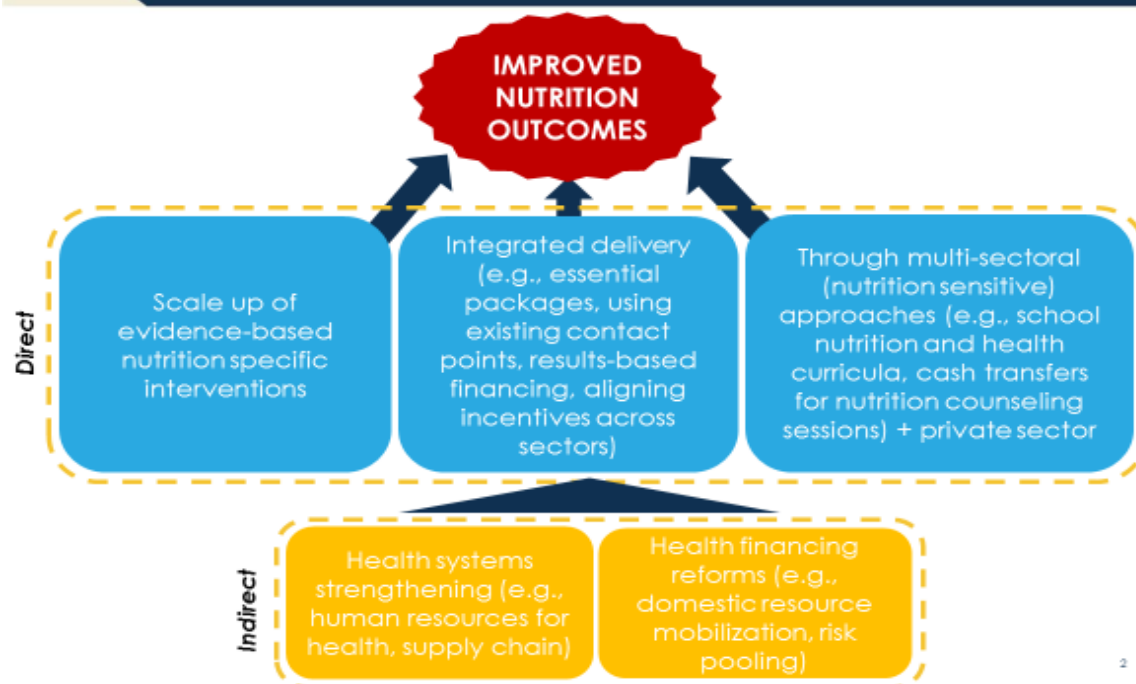 IMPROVED
NUTRITION
OUTCOMES
Direct
Scale up of
evidence-based
nutrition specific
interventions
Integrated delivery
(e.g., essential
packages, using
existing contact
points, results-based
financing, aligning
incentives across
sectors)
Through multi-sectoral
(nutrition sensitive)
approaches (e.g., school
nutrition and health
curricula, cash transfers
for nutrition counseling
sessions) + private sector
Indirect
Health systems
strengthening (e.g.,
human resources for
health, supply chain)
Health financing
reforms (e.g.,
domestic resource
mobilization, risk
pooling)
2